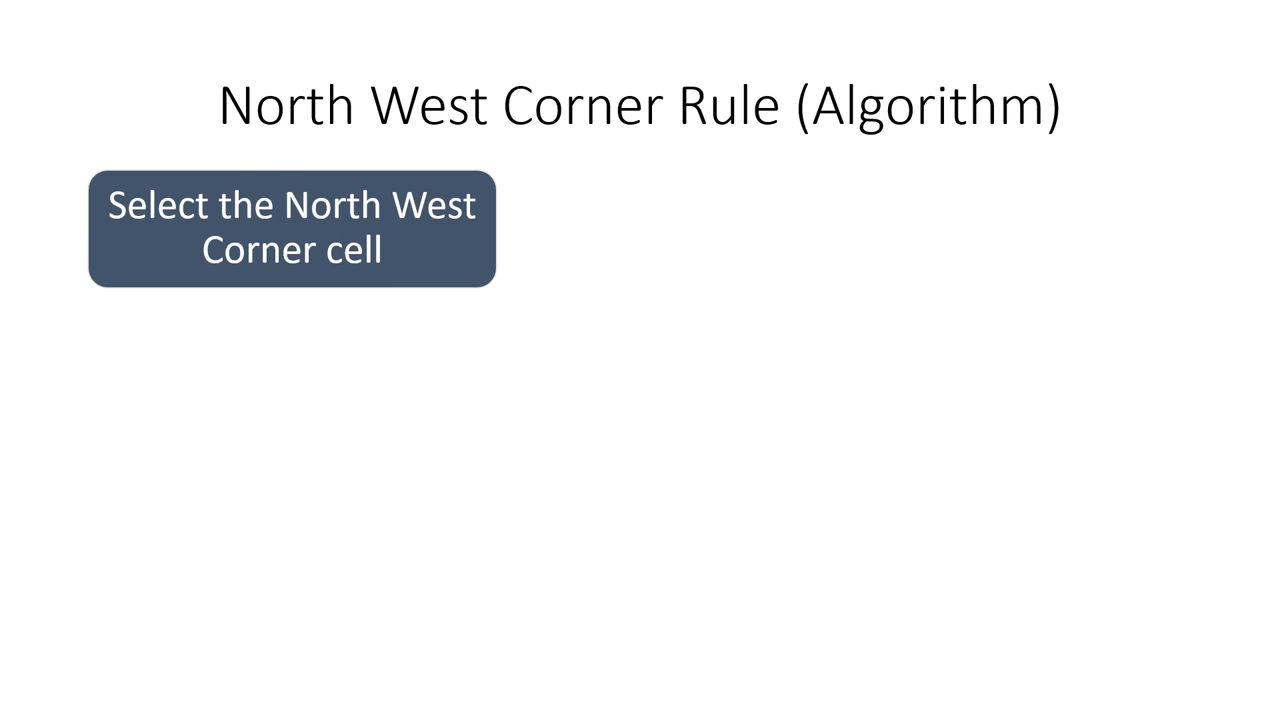 North West Corner Rule (Algorithm)
Select the North West
Corner cell